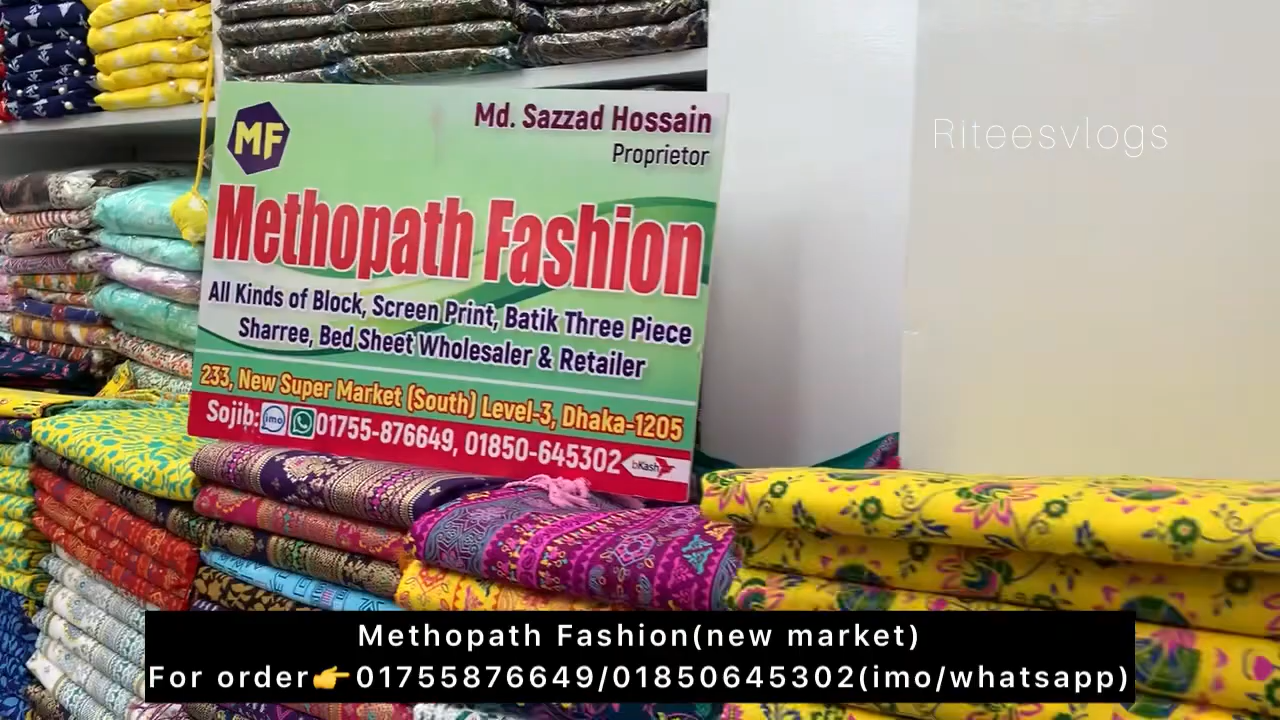 MF
Md. Sazzad Hossain
Proprietor
Riteesvlogs
Methopath Fashion
All Kinds of Block, Screen Print, Batik Three Piece
Sharree, Bed Sheet Wholesaler & Retailer
233, New Super Market (South) Level-3, Dhaka-1205
Sojib: imo 01755-876649, 01850-645302 bKash
Methopath Fashion(new market)
For order👉01755876649/01850645302(imo/whatsapp)